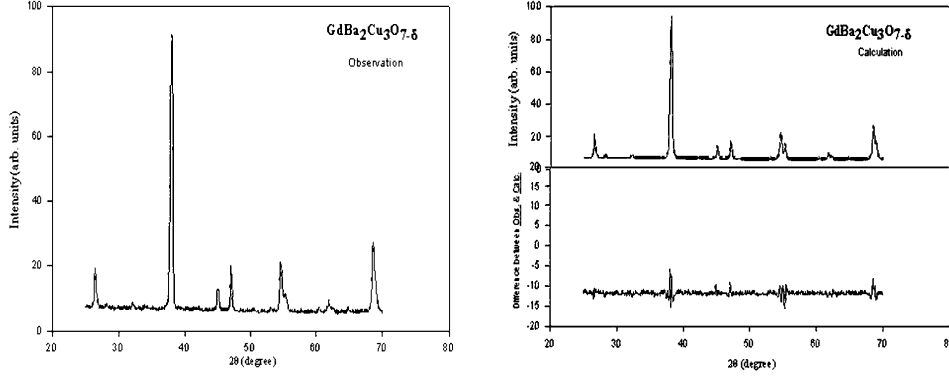 GdBa2Cu3O7-δ
Observation
Intensity (arb. units)
100
80
60
40
20
0
20 30 40 50 60 70 80
2θ (degree)
GdBa2Cu3O7-δ
Calculation
Intensity (arb. units)
100
80
60
40
20
Difference between Obs. & Calc.
20
15
10
5
0
-5
-10
-15
-20
20 30 40 50 60 70
2θ (degree)